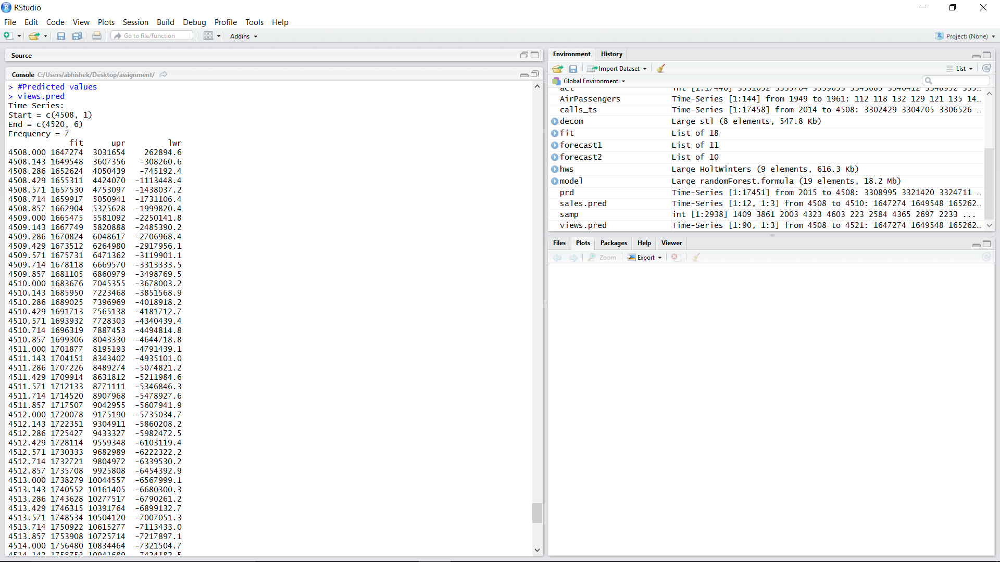 RStudio
File Edit Code View Plots Session Build Debug Profile Tools Help
Go to file/function Addins Project: (None)
Source
Console C:/Users/abhishek/Desktop/assignment/
> #Predicted values
> views.pred
Time Series:
Start = c(4508, 1)
End = c(4520, 6)
Frequency = 7
fit upr lwr
4508.000 1647274 3031654 262894.6
4508.143 1649548 3607356 -308260.6
4508.286 1652624 4050439 -745192.4
4508.429 1655311 4424070 -1113448.4
4508.571 1657530 4753097 -1438037.2
4508.714 1659917 5050941 -1731106.4
4508.857 1662904 5325628 -1999820.4
4509.000 1665475 5581092 -2250141.8
4509.143 1667749 5820888 -2485390.2
4509.286 1670824 6048617 -2706968.4
4509.429 1673512 6264980 -2917956.1
4509.571 1675731 6471362 -3119901.1
4509.714 1678118 6669570 -3313333.5
4509.857 1681105 6860979 -3498769.5
4510.000 1683676 7045355 -3678003.2
4510.143 1685950 7223468 -3851568.9
4510.286 1689025 7396969 -4018918.2
4510.429 1691713 7565138 -4181712.7
4510.571 1693932 7728303 -4340439.4
4510.714 1696319 7887453 -4494814.8
4510.857 1699306 8043330 -4644718.8
4511.000 1701877 8195193 -4791439.1
4511.143 1704151 8343402 -4935101.0
4511.286 1707226 8489274 -5074821.2
4511.429 1709914 8631812 -5211984.6
4511.571 1712133 8771111 -5346846.3
4511.714 1714520 8907968 -5478927.6
4511.857 1717507 9042955 -5607941.9
4512.000 1720078 9175190 -5735034.7
4512.143 1722351 9304911 -5860208.2
4512.286 1725427 9433327 -5982472.5
4512.429 1728114 9559348 -6103119.4
4512.571 1730333 9682989 -6222322.2
4512.714 1732721 9804972 -6339530.2
4512.857 1735708 9925808 -6454392.9
4513.000 1738279 10044557 -6567999.1
4513.143 1740552 10161405 -6680300.3
4513.286 1743628 10277517 -6790261.2
4513.429 1746315 10391764 -6899132.7
4513.571 1748534 10504120 -7007051.3
4513.714 1750922 10615277 -7113433.0
4513.857 1753908 10725714 -7217897.1
4514.000 1756480 10834464 -7321504.7
4514.143 1758753 10941689 -7424182.5
Environment History
Import Dataset List
Global Environment
act int [1:17446]
AirPassengers Time-Series [1:144] from 1949 to 1961: 112 118 132 129 121 135 14...
calls_ts Time-Series [1:17458] from 2014 to 4508: 3302429 3304705 3306526 ...
decom Large stl (8 elements, 547.8 Kb)
fit List of 18
forecast1 List of 11
forecast2 List of 10
hws Large HoltWinters (9 elements, 616.3 Kb)
model Large randomForest.formula (19 elements, 18.2 Mb)
prd Time-Series [1:17451] from 2015 to 4508: 3308995 3321420 3324711 ...
sales.pred Time-Series [1:12, 1:3] from 4508 to 4510: 1647274 1649548 165262...
samp int [1:2938] 1409 3861 2003 4323 4603 223 2584 4365 2697 2233 ...
views.pred Time-Series [1:90, 1:3] from 4508 to 4521: 1647274 1649548 165262...
Files Plots Packages Help Viewer
Zoom Export